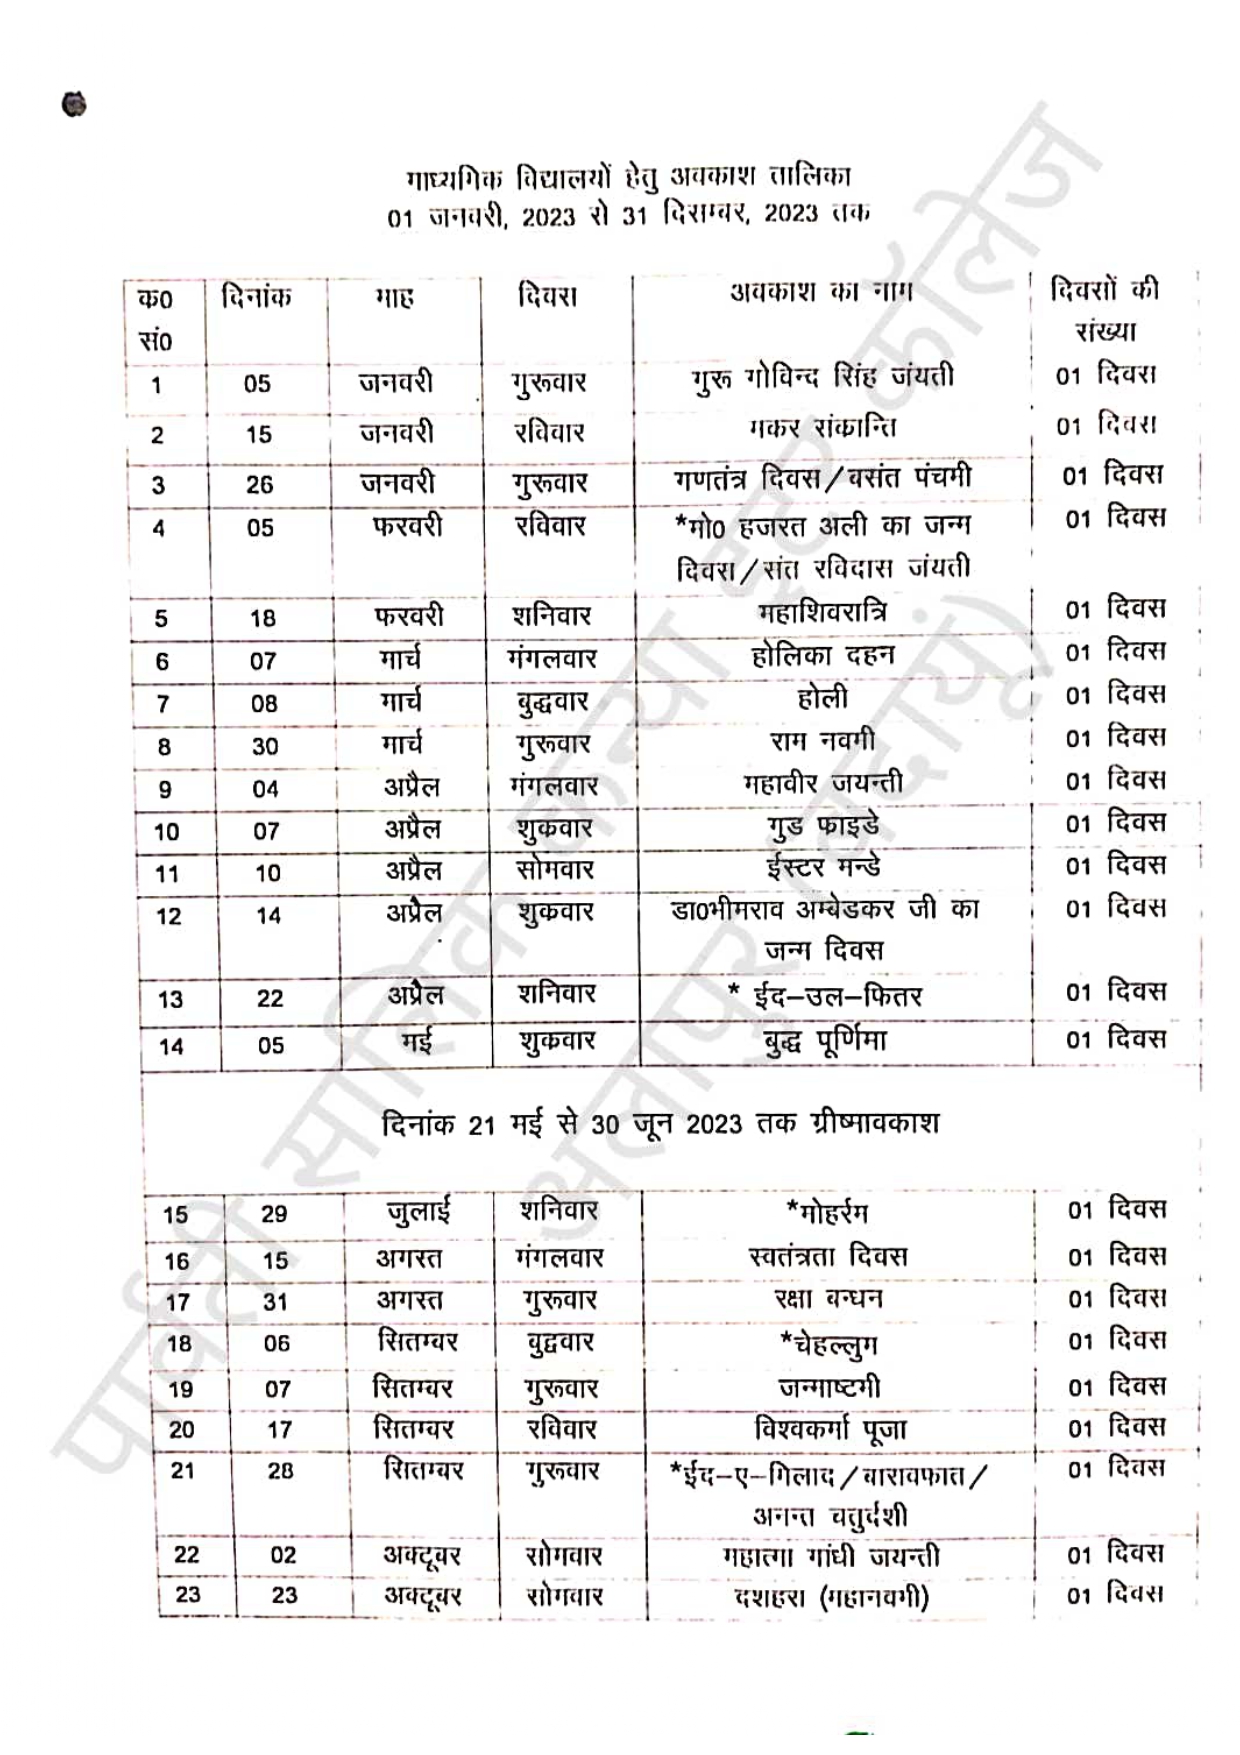 माध्यमिक विद्यालयों हेतु अवकाश तालिका
01 जनवरी, 2023 से 31 दिसम्बर, 2023 तक
क0 सं0 दिनांक माह दिवस अवकाश का नाम दिवसों की संख्या
1 05 जनवरी गुरूवार गुरू गोविन्द सिंह जंयती 01 दिवस
2 15 जनवरी रविवार मकर संकान्ति 01 दिवस
3 26 जनवरी गुरूवार गणतंत्र दिवस/बसंत पंचमी 01 दिवस
4 05 फरवरी रविवार *मो0 हजरत अली का जन्म 01 दिवस
दिवस/संत रविदास जंयती
5 18 फरवरी शनिवार महाशिवरात्रि 01 दिवस
6 07 मार्च मंगलवार होलिका दहन 01 दिवस
7 08 मार्च बुद्धवार होली 01 दिवस
8 30 मार्च गुरूवार राम नवमी 01 दिवस
9 04 अप्रैल मंगलवार महावीर जयन्ती 01 दिवस
10 07 अप्रैल शुकवार गुड फाइडे 01 दिवस
11 10 अप्रैल सोमवार ईस्टर मन्डे 01 दिवस
12 14 अप्रैल शुकवार डा0भीमराव अम्बेडकर जी का 01 दिवस
जन्म दिवस
13 22 अप्रैल शनिवार * ईद–उल–फितर 01 दिवस
14 05 मई शुकवार बुद्ध पूर्णिमा 01 दिवस
दिनांक 21 मई से 30 जून 2023 तक ग्रीष्मावकाश
15 29 जुलाई शनिवार *मोहर्रम 01 दिवस
16 15 अगस्त मंगलवार स्वतंत्रता दिवस 01 दिवस
17 31 अगस्त गुरूवार रक्षा बन्धन 01 दिवस
18 06 सितम्बर बुद्ववार *चेहल्लुम 01 दिवस
19 07 सितम्बर गुरूवार जन्माष्टमी 01 दिवस
20 17 सितम्बर रविवार विश्वकर्मा पूजा 01 दिवस
21 28 सितम्बर गुरूवार *ईद–ए–मिलाद/बारावफात/ 01 दिवस
अनन्त चतुर्दशी
22 02 अक्टूबर सोमवार महात्मा गांधी जयन्ती 01 दिवस
23 23 अक्टूबर सोमवार दशहरा (महानवमी) 01 दिवस
पार्वती सालिक कन्या इण्टर कॉलेज
अलापुर (बदायूं)